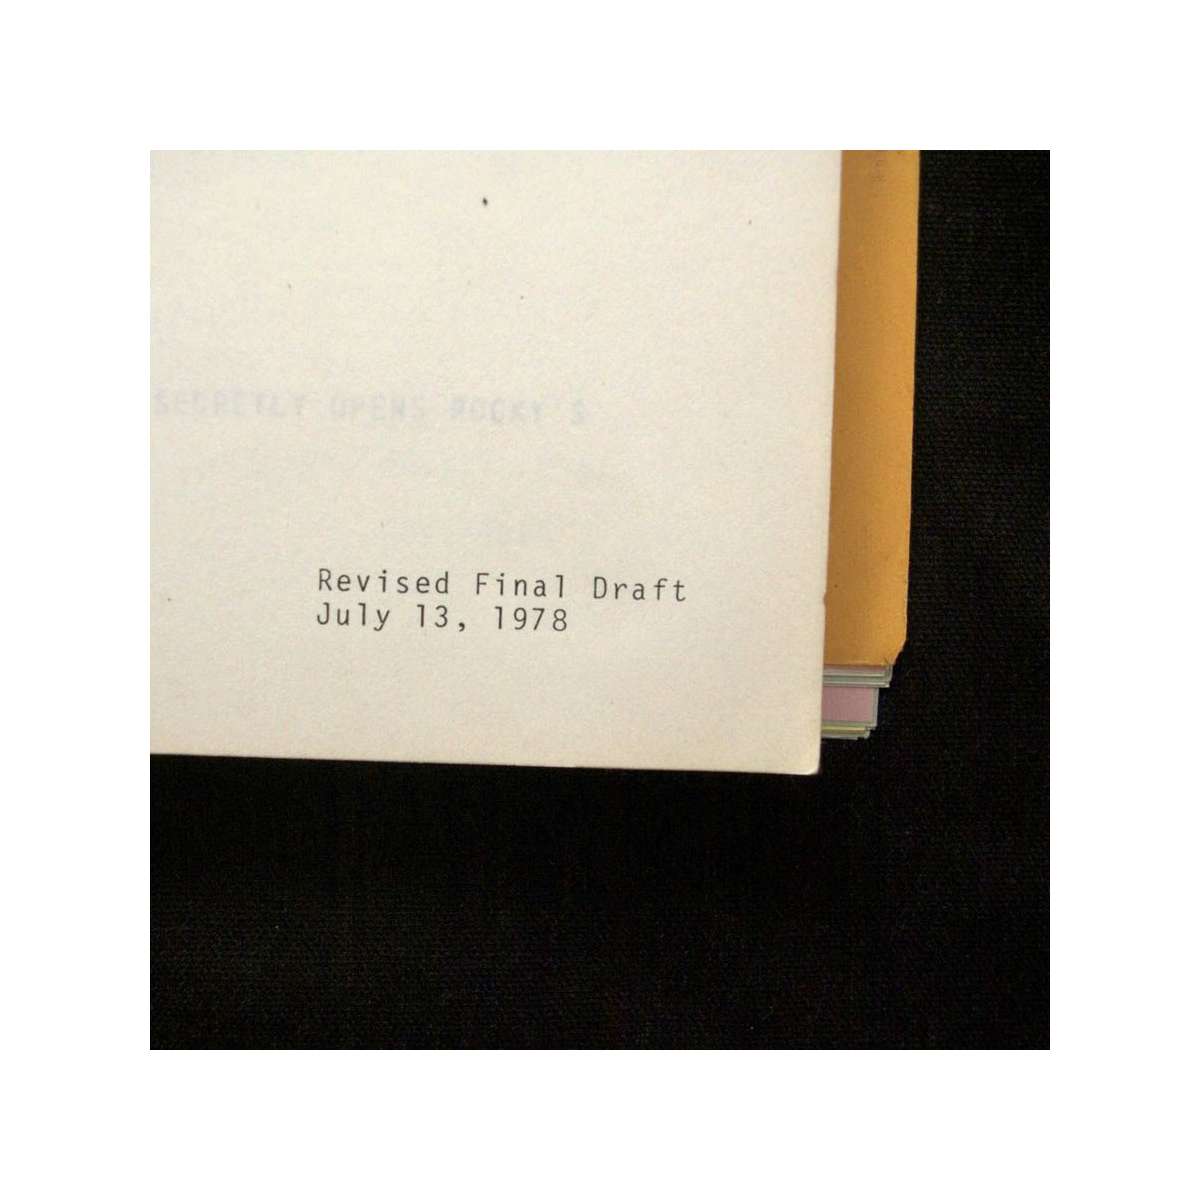 SECRETLY OPENS ROCKY'S
Revised Final Draft
July 13, 1978